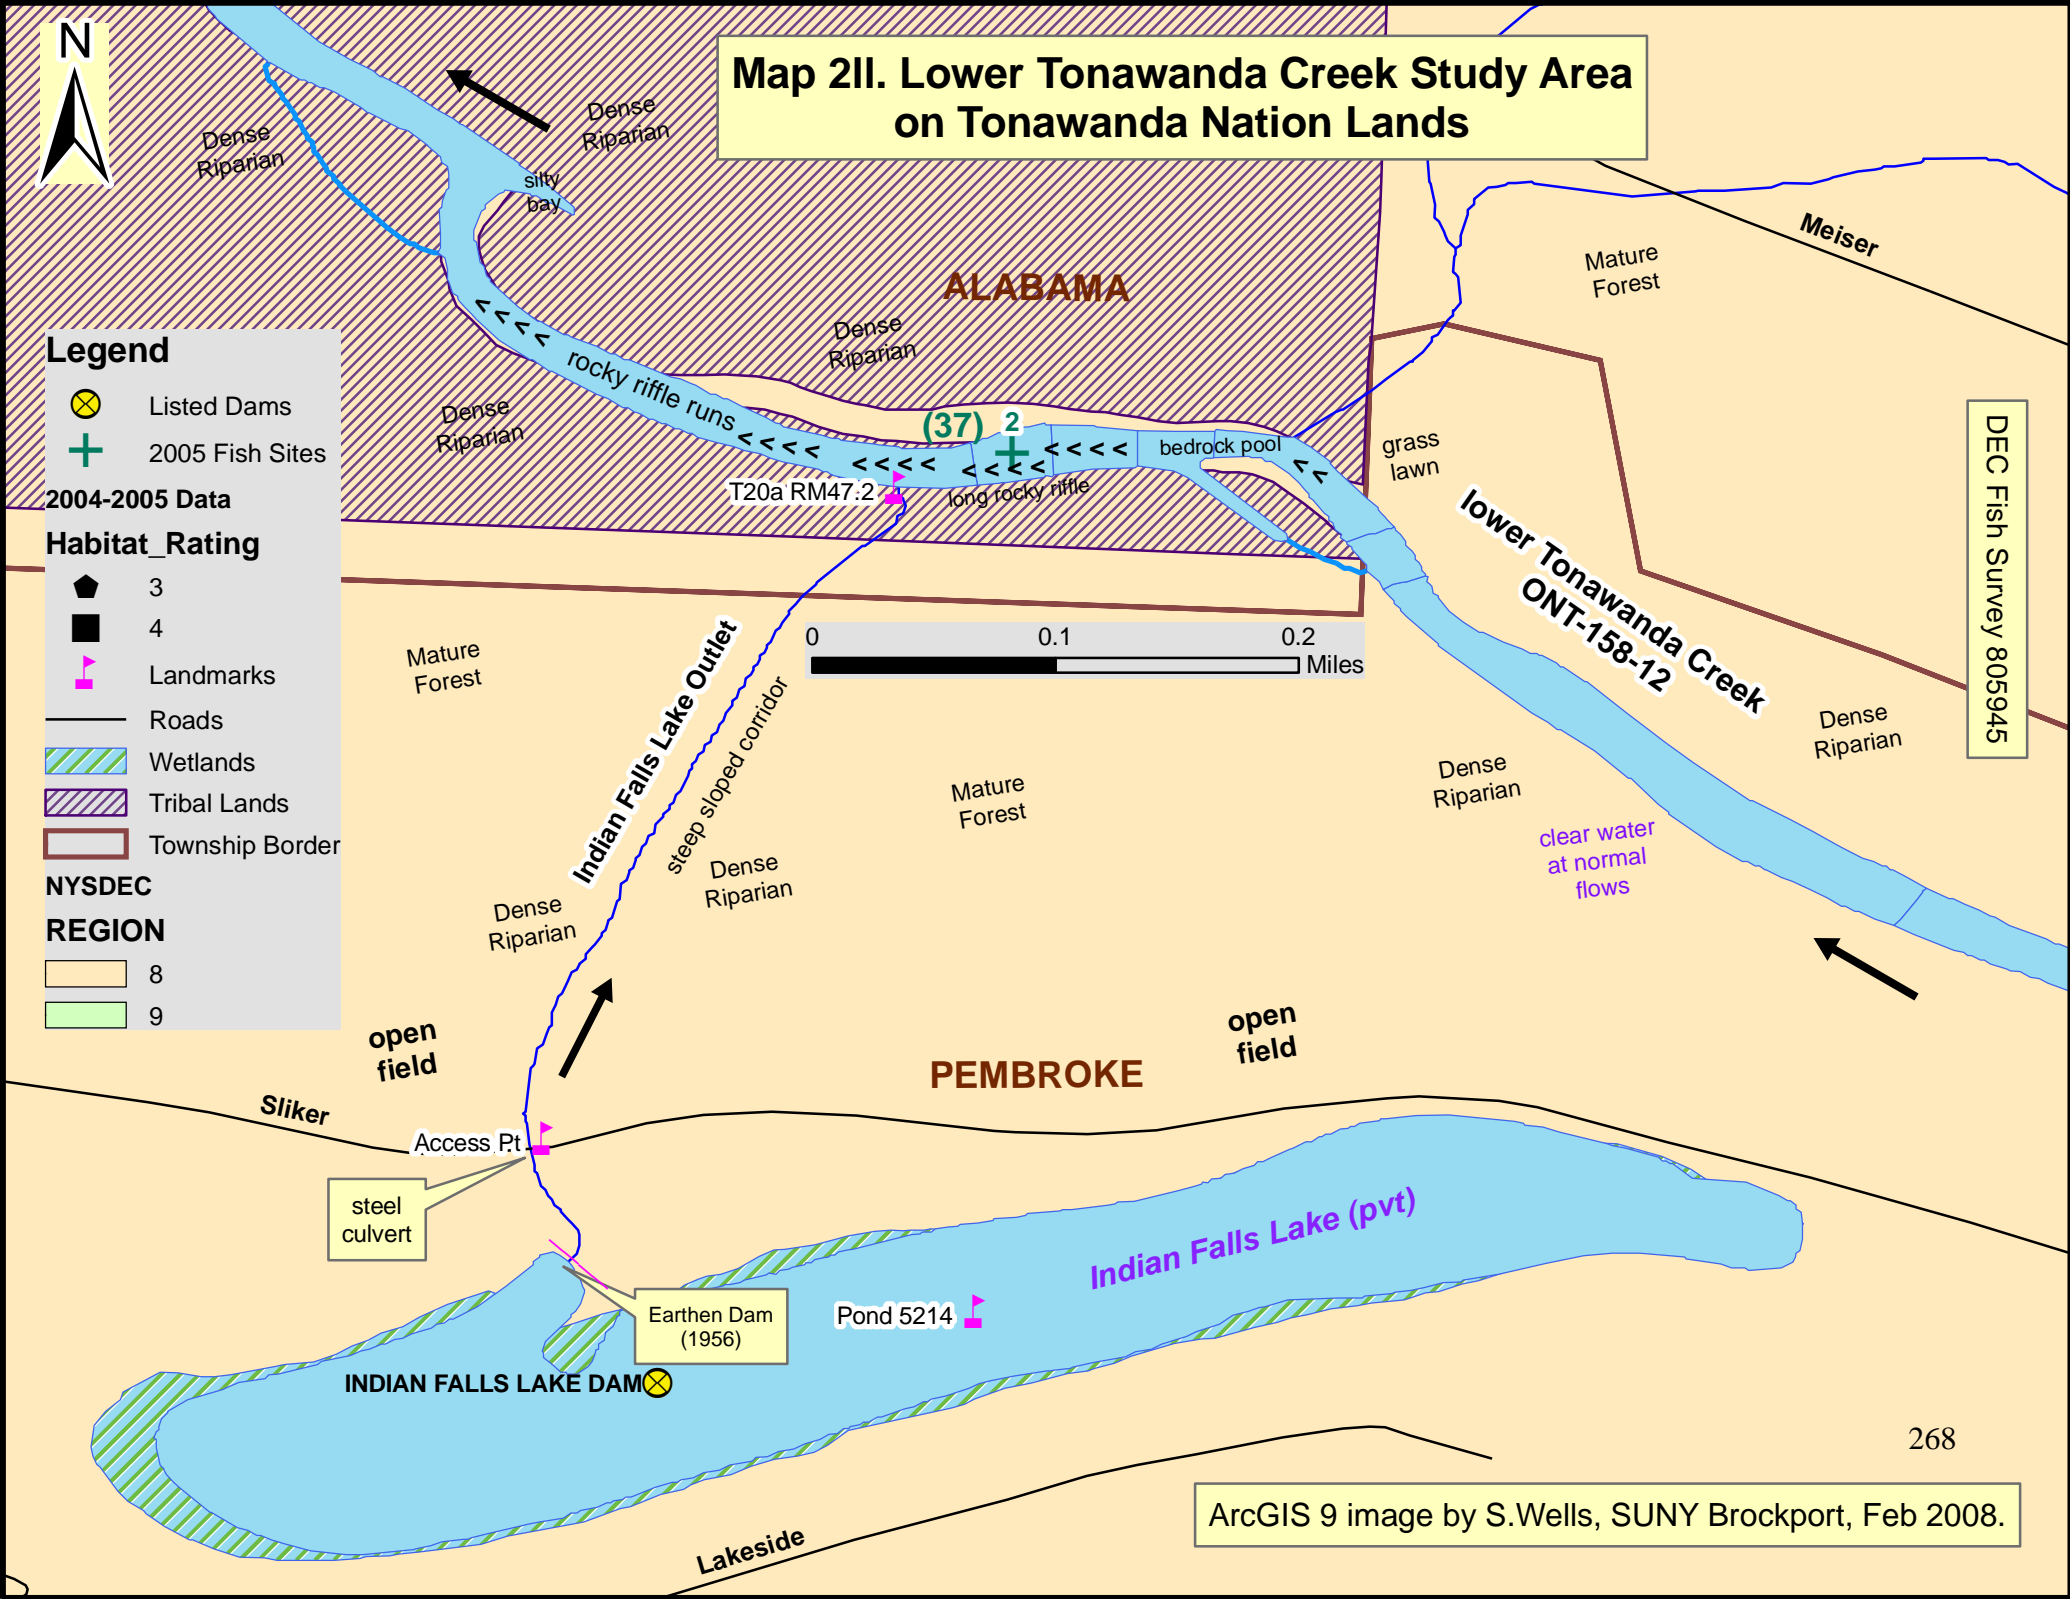 N
Map 2II. Lower Tonawanda Creek Study Area
on Tonawanda Nation Lands
Dense
Riparian
Dense
Riparian
silty
bay
Meiser
Mature
Forest
ALABAMA
Dense
Riparian
Dense
Riparian
rocky riffle runs
(37)
2
bedrock pool
long rocky riffle
T20a RM47.2
grass
lawn
lower Tonawanda Creek
ONT-158-12
DEC Fish Survey 805945
Legend
Listed Dams
2005 Fish Sites
2004-2005 Data
Habitat_Rating
3
4
Landmarks
Roads
Wetlands
Tribal Lands
Township Border
NYSDEC
REGION
8
9
0 0.1 0.2
Miles
Mature
Forest
Indian Falls Lake Outlet
steep sloped corridor
Mature
Forest
Dense
Riparian
Dense
Riparian
Dense
Riparian
Dense
Riparian
clear water
at normal
flows
open
field
open
field
PEMBROKE
Sliker
Access Pt
steel
culvert
Indian Falls Lake (pvt)
Earthen Dam
(1956)
Pond 5214
INDIAN FALLS LAKE DAM
Lakeside
268
ArcGIS 9 image by S.Wells, SUNY Brockport, Feb 2008.